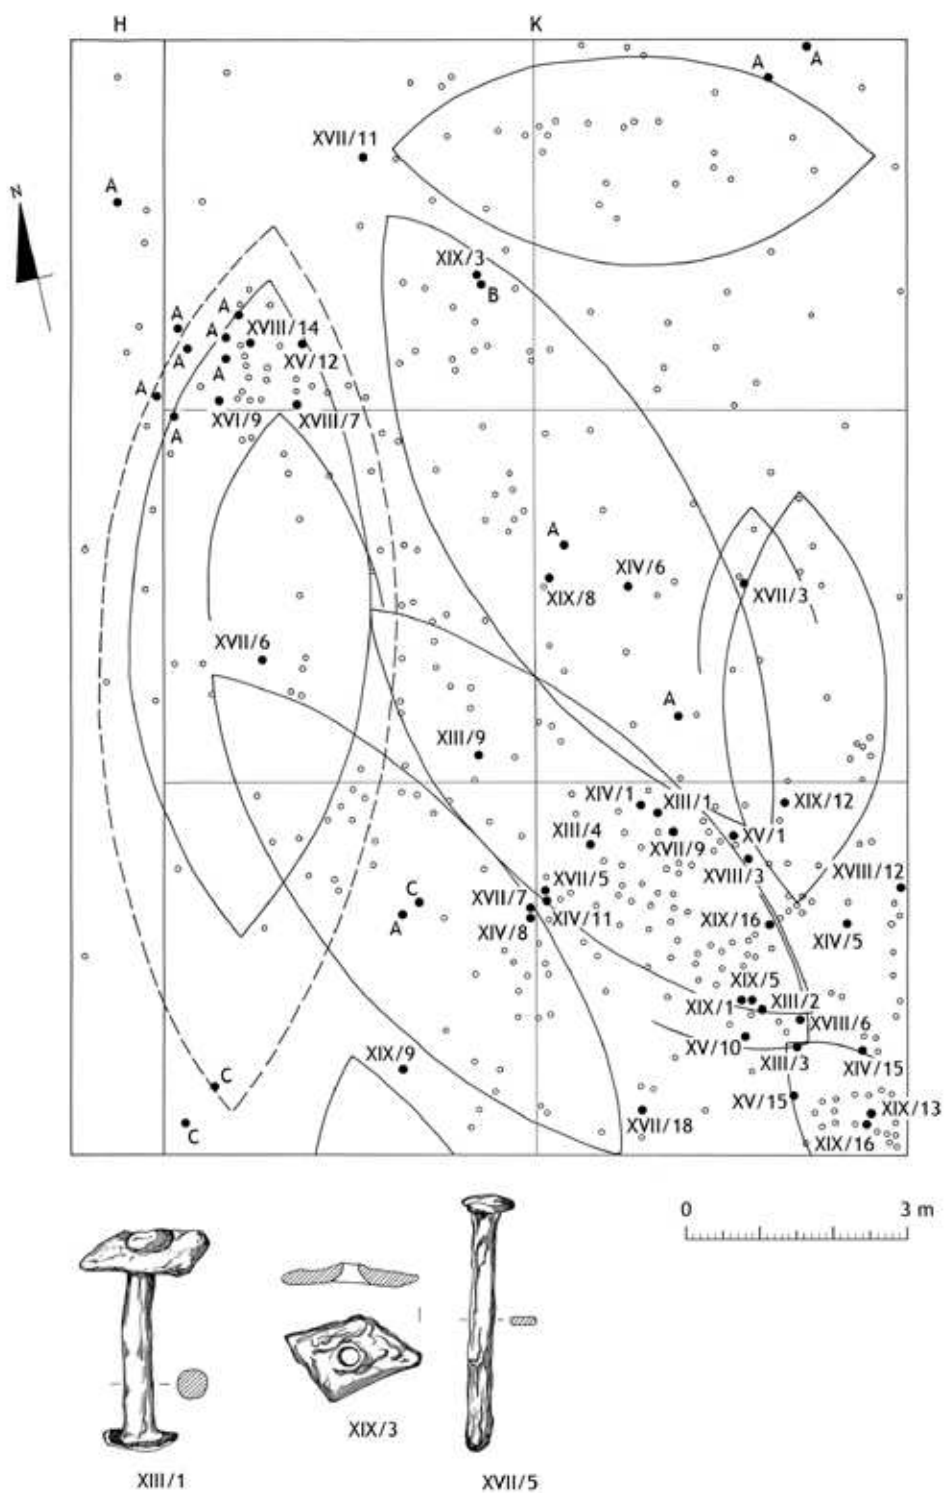 H K
A
A
XVII/11
N
A
XIX/3
B
A
A
A XVIII/14
A
XV/12
A
A
XVI/9 XVIII/7
A
A
XIX/8
XIV/6
XVII/3
XVII/6
A
XIII/9
XIV/1 XIII/1 XIX/12
XIII/4
XVII/9
XV/1
XVIII/3
XVIII/12
C
A
XVII/7
XVII/5
XIV/8
XIV/11
XIX/16
XIV/5
XIX/5
XIX/1
XIII/2
XVIII/6
XV/10
XIII/3
XIV/15
XIX/9
C
XV/15
XIX/13
C
XVII/18
XIX/16
0 3 m
XIII/1
XIX/3
XVII/5